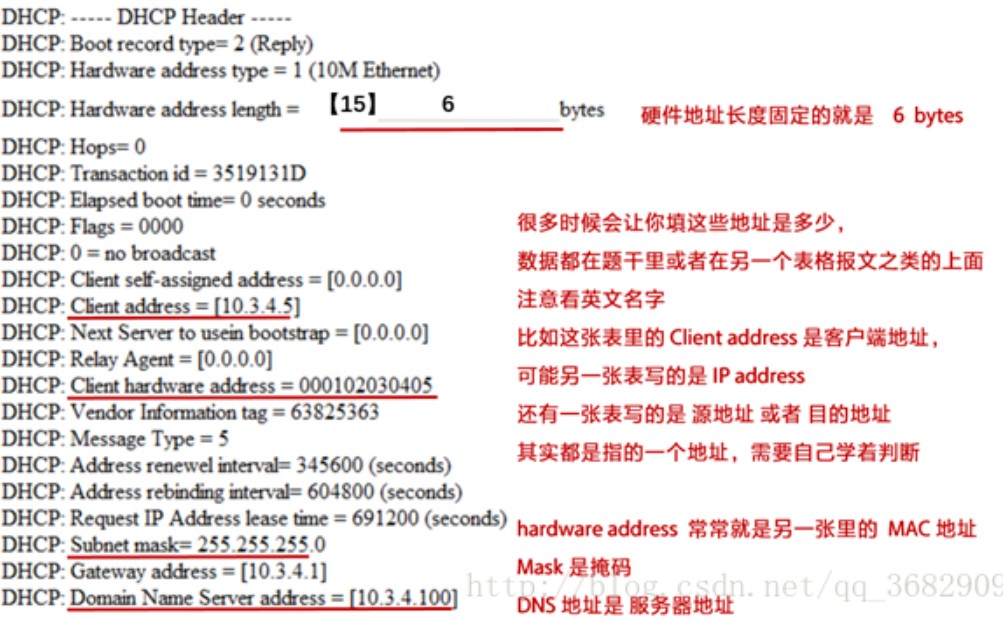 DHCP: ----- DHCP Header -----
DHCP: Boot record type= 2 (Reply)
DHCP: Hardware address type = 1 (10M Ethernet)
DHCP: Hardware address length = 【15】 6 bytes 硬件地址长度固定的就是 6 bytes
DHCP: Hops= 0
DHCP: Transaction id = 3519131D
DHCP: Elapsed boot time= 0 seconds
DHCP: Flags = 0000 很多时候会让你填这些地址是多少，
DHCP: 0 = no broadcast 数据都在题干里或者在另一个表格报文之类的上面
DHCP: Client self-assigned address = [0.0.0.0]
DHCP: Client address = [10.3.4.5] 注意看英文名字
DHCP: Next Server to usein bootstrap = [0.0.0.0] 比如这张表里的 Client address 是客户端地址，
DHCP: Relay Agent = [0.0.0.0]
DHCP: Client hardware address = 000102030405 可能另一张表写的是 IP address
DHCP: Vendor Information tag = 63825363 还有一张表写的是 源地址 或者 目的地址
DHCP: Message Type = 5 其实都是指的一个地址，需要自己学着判断
DHCP: Address renewel interval= 345600 (seconds)
DHCP: Address rebinding interval= 604800 (seconds)
DHCP: Request IP Address lease time = 691200 (seconds) hardware address 常常就是另一张里的 MAC 地址
DHCP: Subnet mask= 255.255.255.0
DHCP: Gateway address = [10.3.4.1] Mask 是掩码
DHCP: Domain Name Server address = [10.3.4.100] DNS 地址是 服务器地址
http://blog.csdn.net/qq_3682909